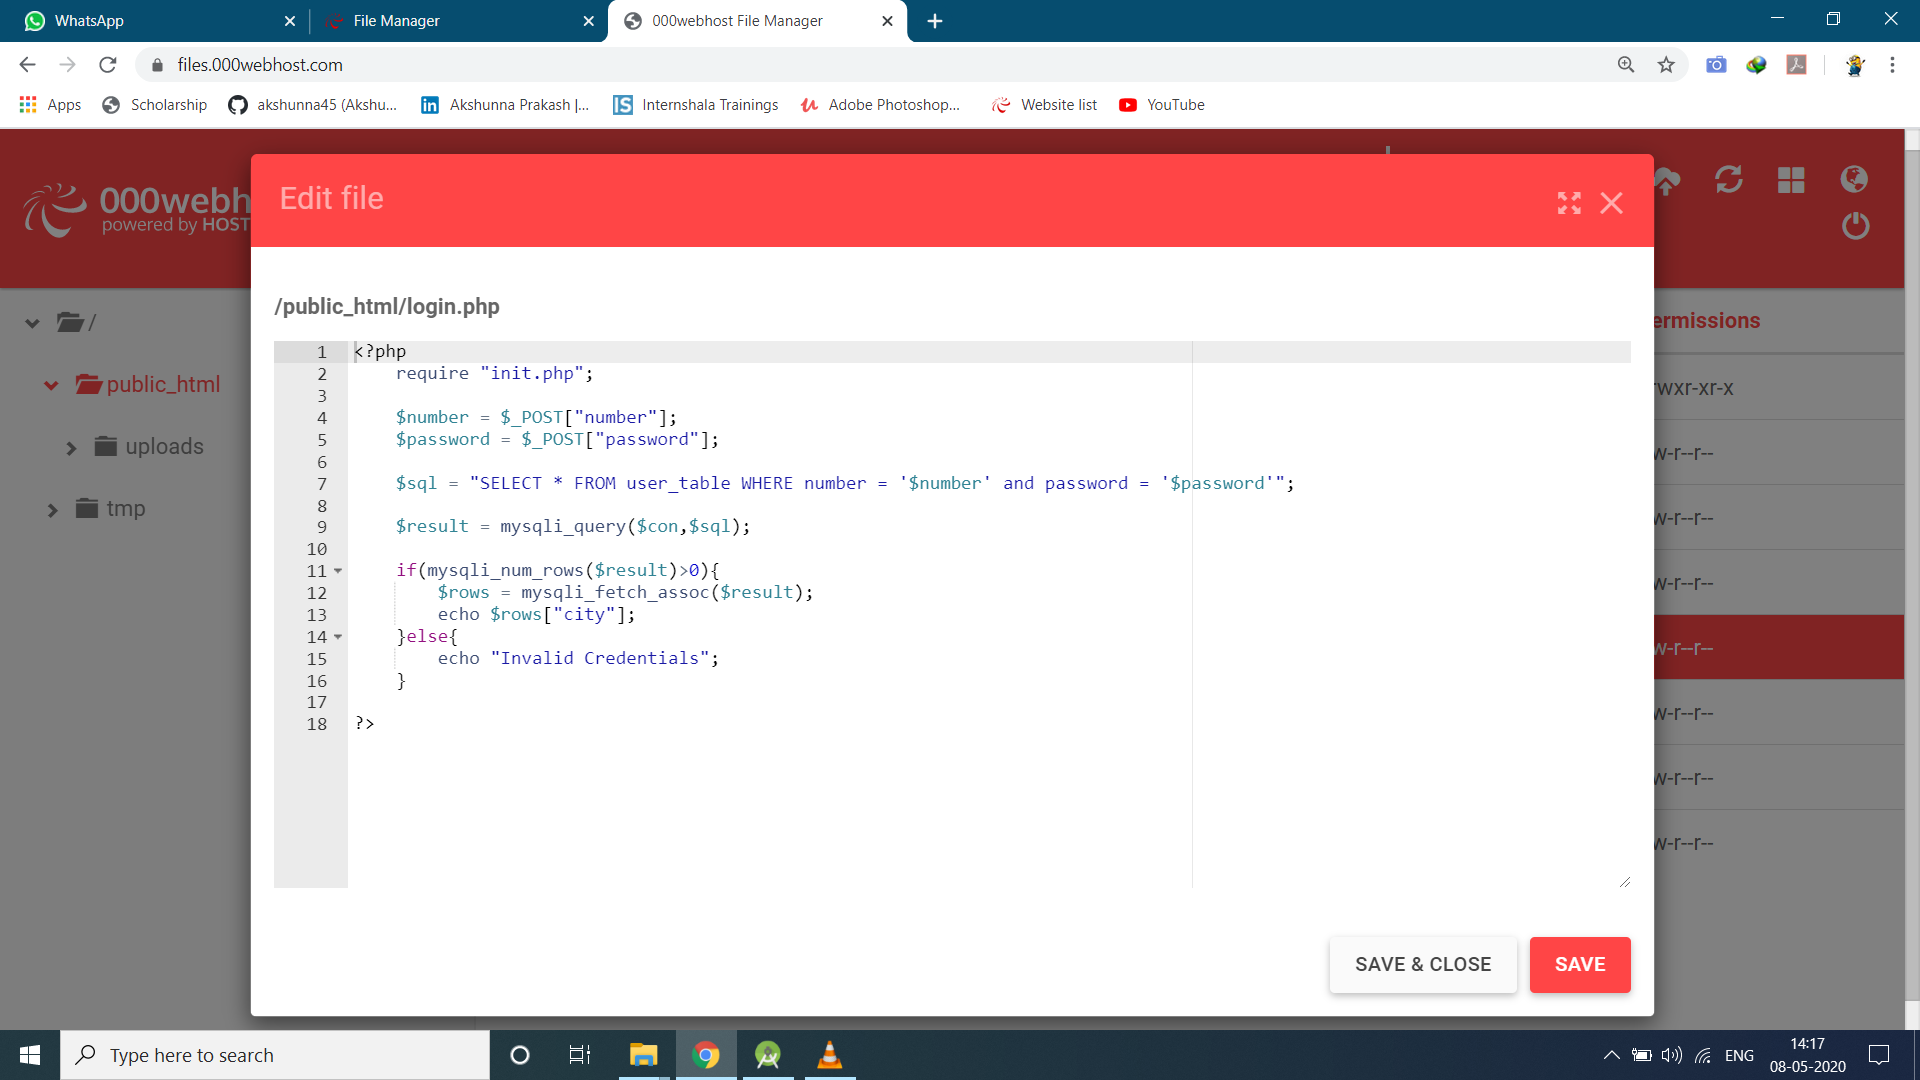 WhatsApp
File Manager
000webhost File Manager
files.000webhost.com
Apps
Scholarship
akshunna45 (Akshu...
Akshunna Prakash |...
Internshala Trainings
Adobe Photoshop...
Website list
YouTube
000webh
powered by HOST
Edit file
/public_html/login.php
/
public_html
uploads
tmp
1 <?php
2 require "init.php";
3
4 $number = $_POST["number"];
5 $password = $_POST["password"];
6
7 $sql = "SELECT * FROM user_table WHERE number = '$number' and password = '$password'";
8
9 $result = mysqli_query($con,$sql);
10
11 if(mysqli_num_rows($result)>0){
12 $rows = mysqli_fetch_assoc($result);
13 echo $rows["city"];
14 }else{
15 echo "Invalid Credentials";
16 }
17
18 ?>
ermissions
rwxr-xr-x
w-r--r--
w-r--r--
w-r--r--
w-r--r--
w-r--r--
w-r--r--
w-r--r--
SAVE & CLOSE
SAVE
Type here to search
ENG
14:17
08-05-2020